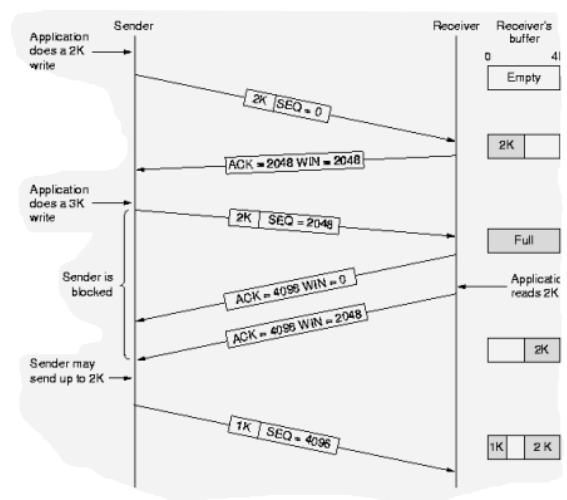 Sender
Receiver
Receiver's
buffer
Application
does a 2K
write
0
Empty
2K SEQ = 0
2K
ACK = 2048 WIN = 2048
Application
does a 3K
write
2K SEQ = 2048
Full
Sender is
blocked
ACK = 4096 WIN = 0
reads 2K
ACK = 4096 WIN = 2048
2K
Sender may
send up to 2K
1K SEQ = 4096
1K 2K